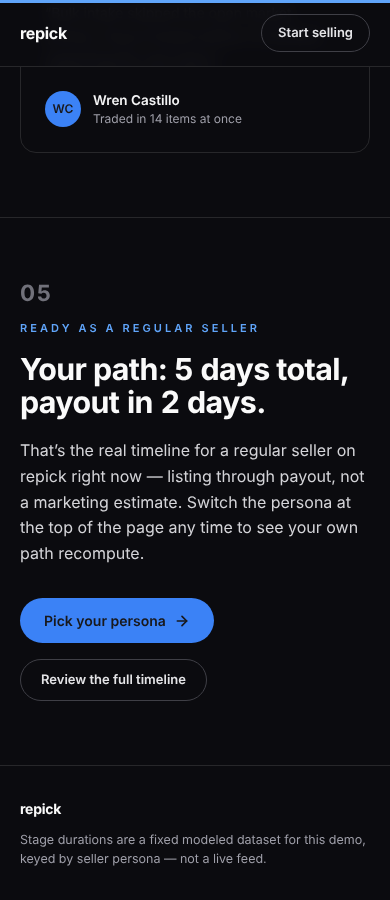 repick
Start selling
WC
Wren Castillo
Traded in 14 items at once
05
READY AS A REGULAR SELLER
Your path: 5 days total,
payout in 2 days.
That’s the real timeline for a regular seller on
repick right now — listing through payout, not
a marketing estimate. Switch the persona at
the top of the page any time to see your own
path recompute.
Pick your persona →
Review the full timeline
repick
Stage durations are a fixed modeled dataset for this demo,
keyed by seller persona — not a live feed.